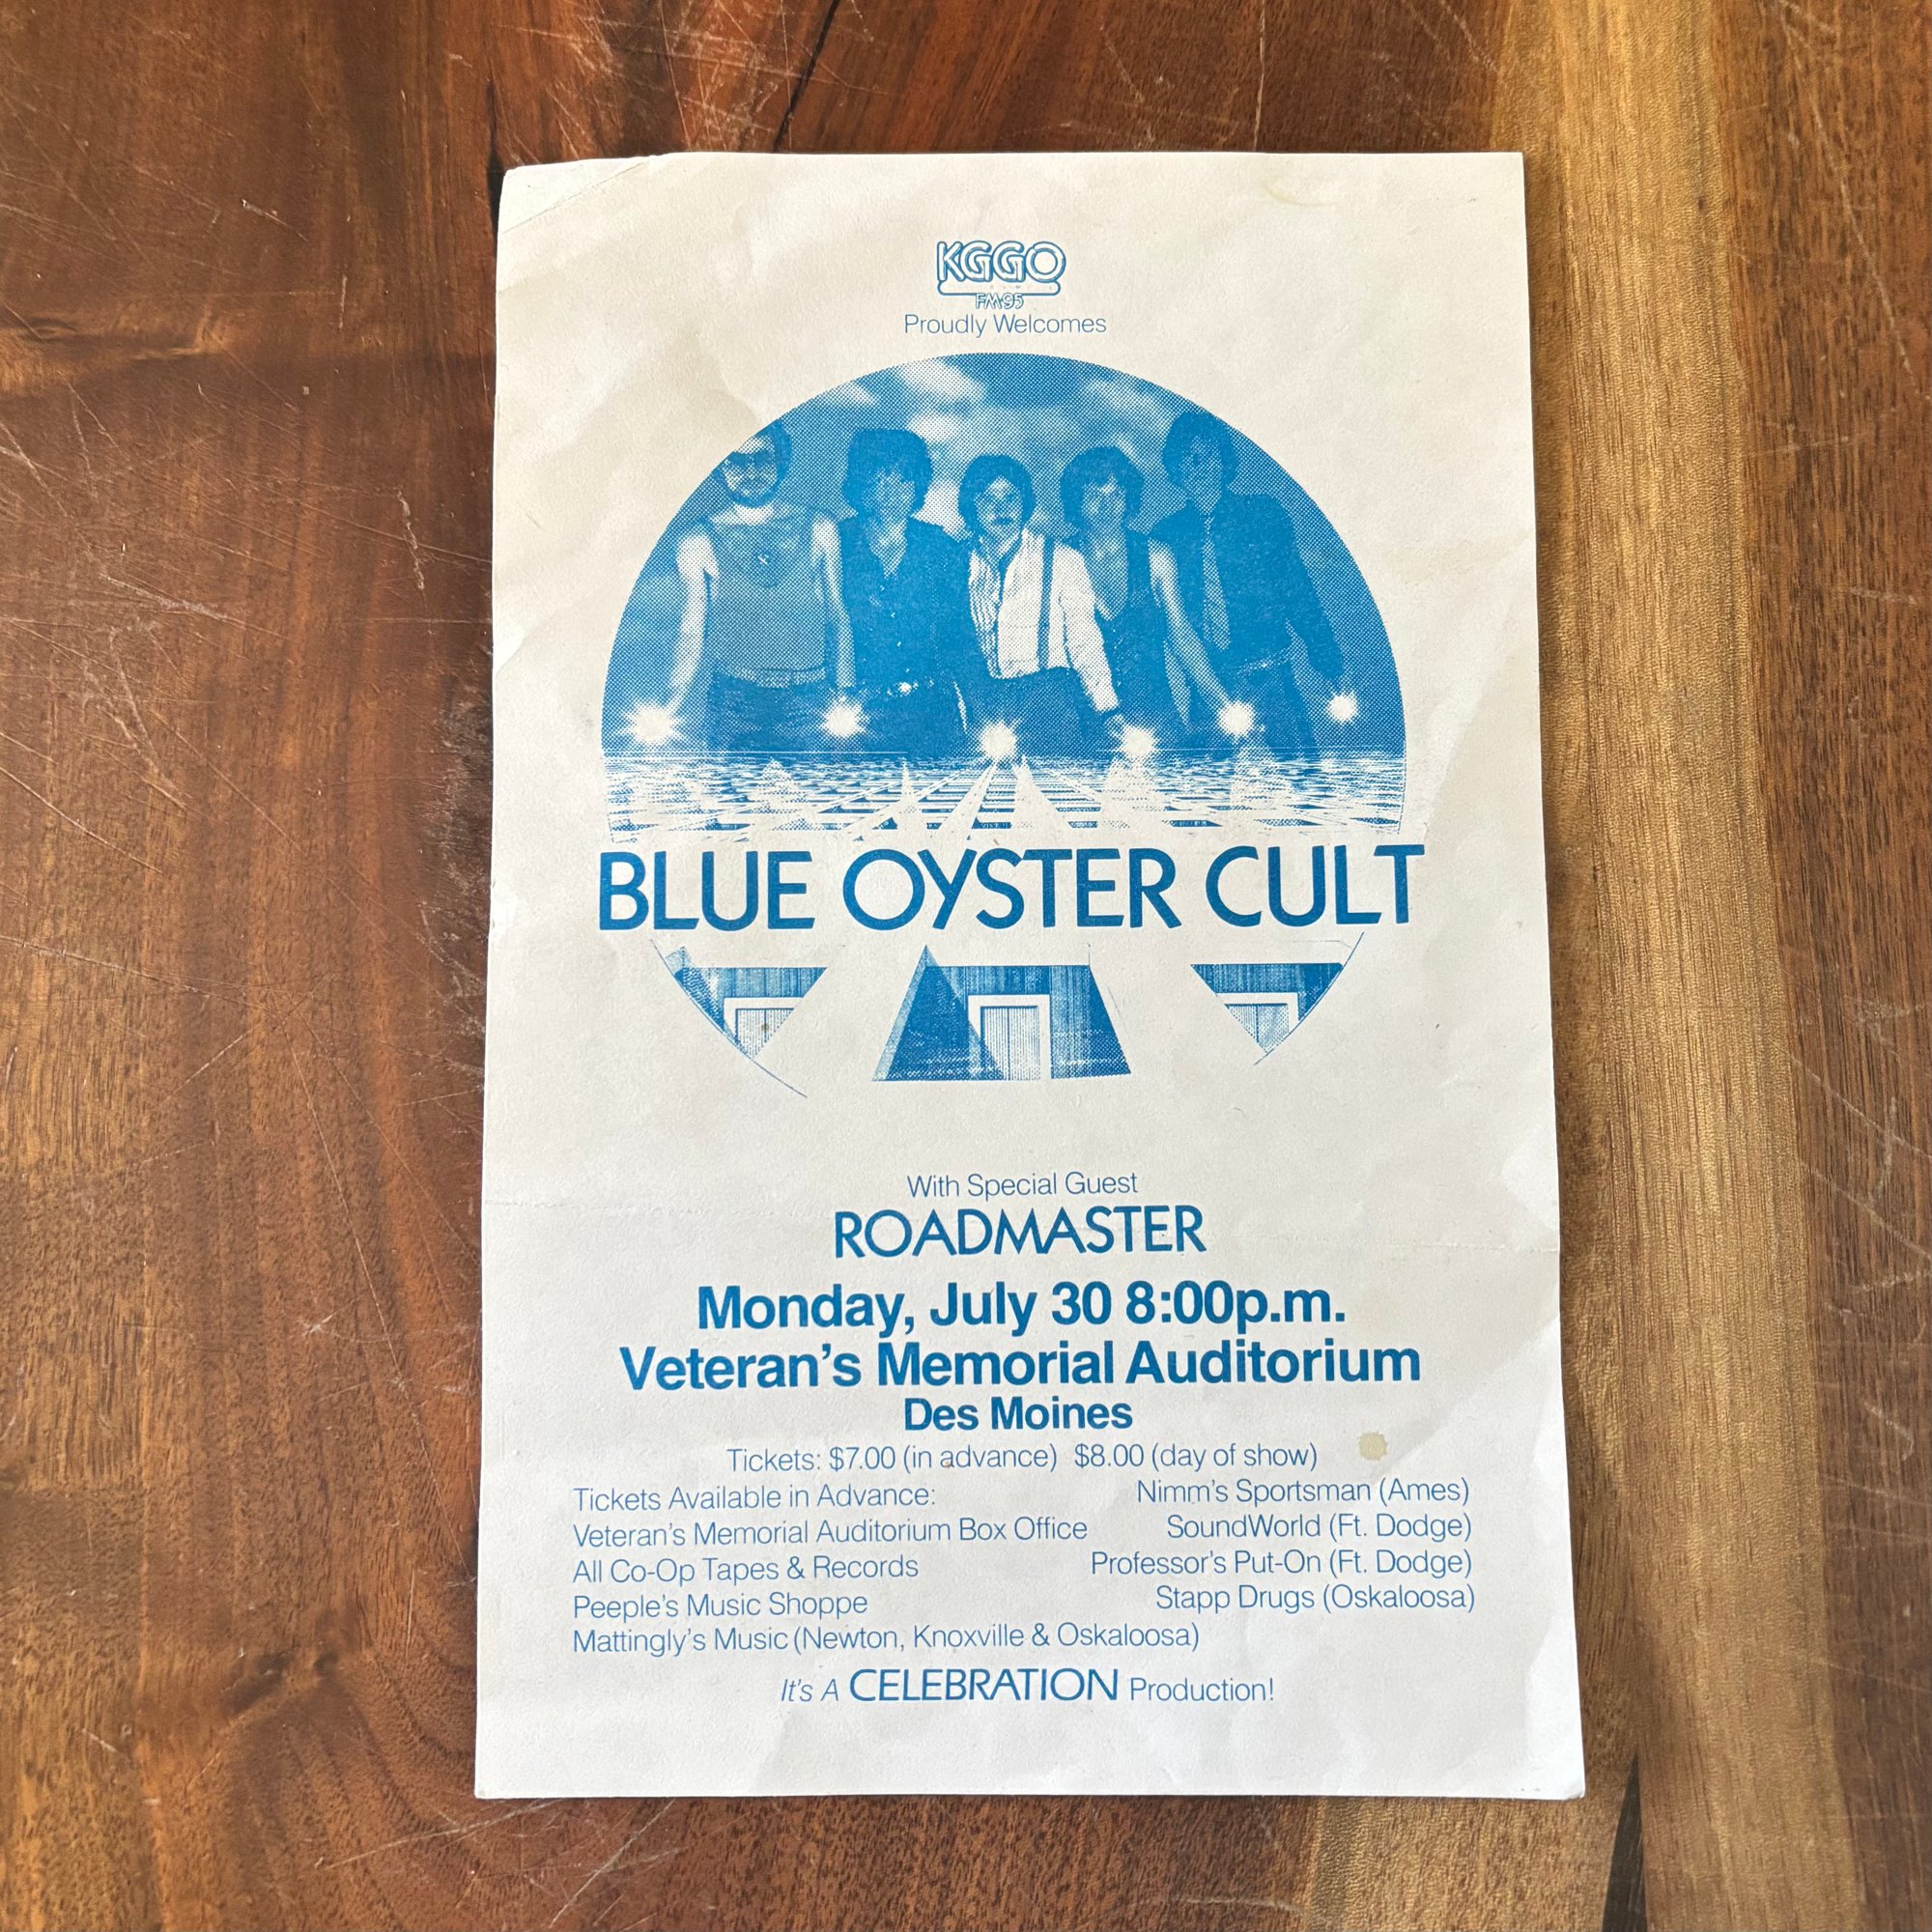 KGGO
FM95
Proudly Welcomes
BLUE OYSTER CULT
With Special Guest
ROADMASTER
Monday, July 30 8:00p.m.
Veteran's Memorial Auditorium
Des Moines
Tickets: $7.00 (in advance) $8.00 (day of show)
Tickets Available in Advance:
Veteran's Memorial Auditorium Box Office
All Co-Op Tapes & Records
Peeple's Music Shoppe
Mattingly's Music (Newton, Knoxville & Oskaloosa)
Nimm's Sportsman (Ames)
SoundWorld (Ft. Dodge)
Professor's Put-On (Ft. Dodge)
Stapp Drugs (Oskaloosa)
It's A CELEBRATION Production!